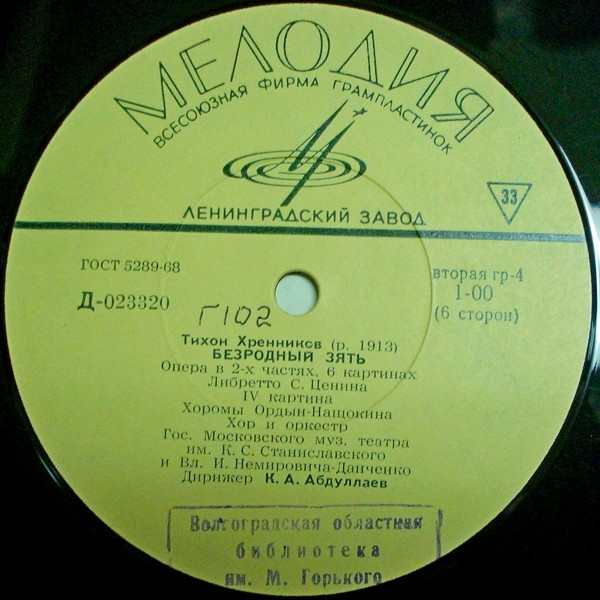 МЕЛОДИЯ
ВСЕСОЮЗНАЯ ФИРМА ГРАМПЛАСТИНОК
ЛЕНИНГРАДСКИЙ ЗАВОД
33
ГОСТ 5289-68
Д-023320
вторая гр-4
1-00
(6 сторон)
Г102
Тихон Хренников (р. 1913)
БЕЗРОДНЫЙ ЗЯТЬ
Опера в 2-х частях, 6 картинах
Либретто С. Ценина
IV картина
Хоромы Ордын-Нащокина
Хор и оркестр
Гос. Московского муз. театра
им. К. С. Станиславского
и Вл. И. Немировича-Данченко
Дирижер К. А. Абдуллаев
Волгоградская областная
библиотека
им. М. Горького